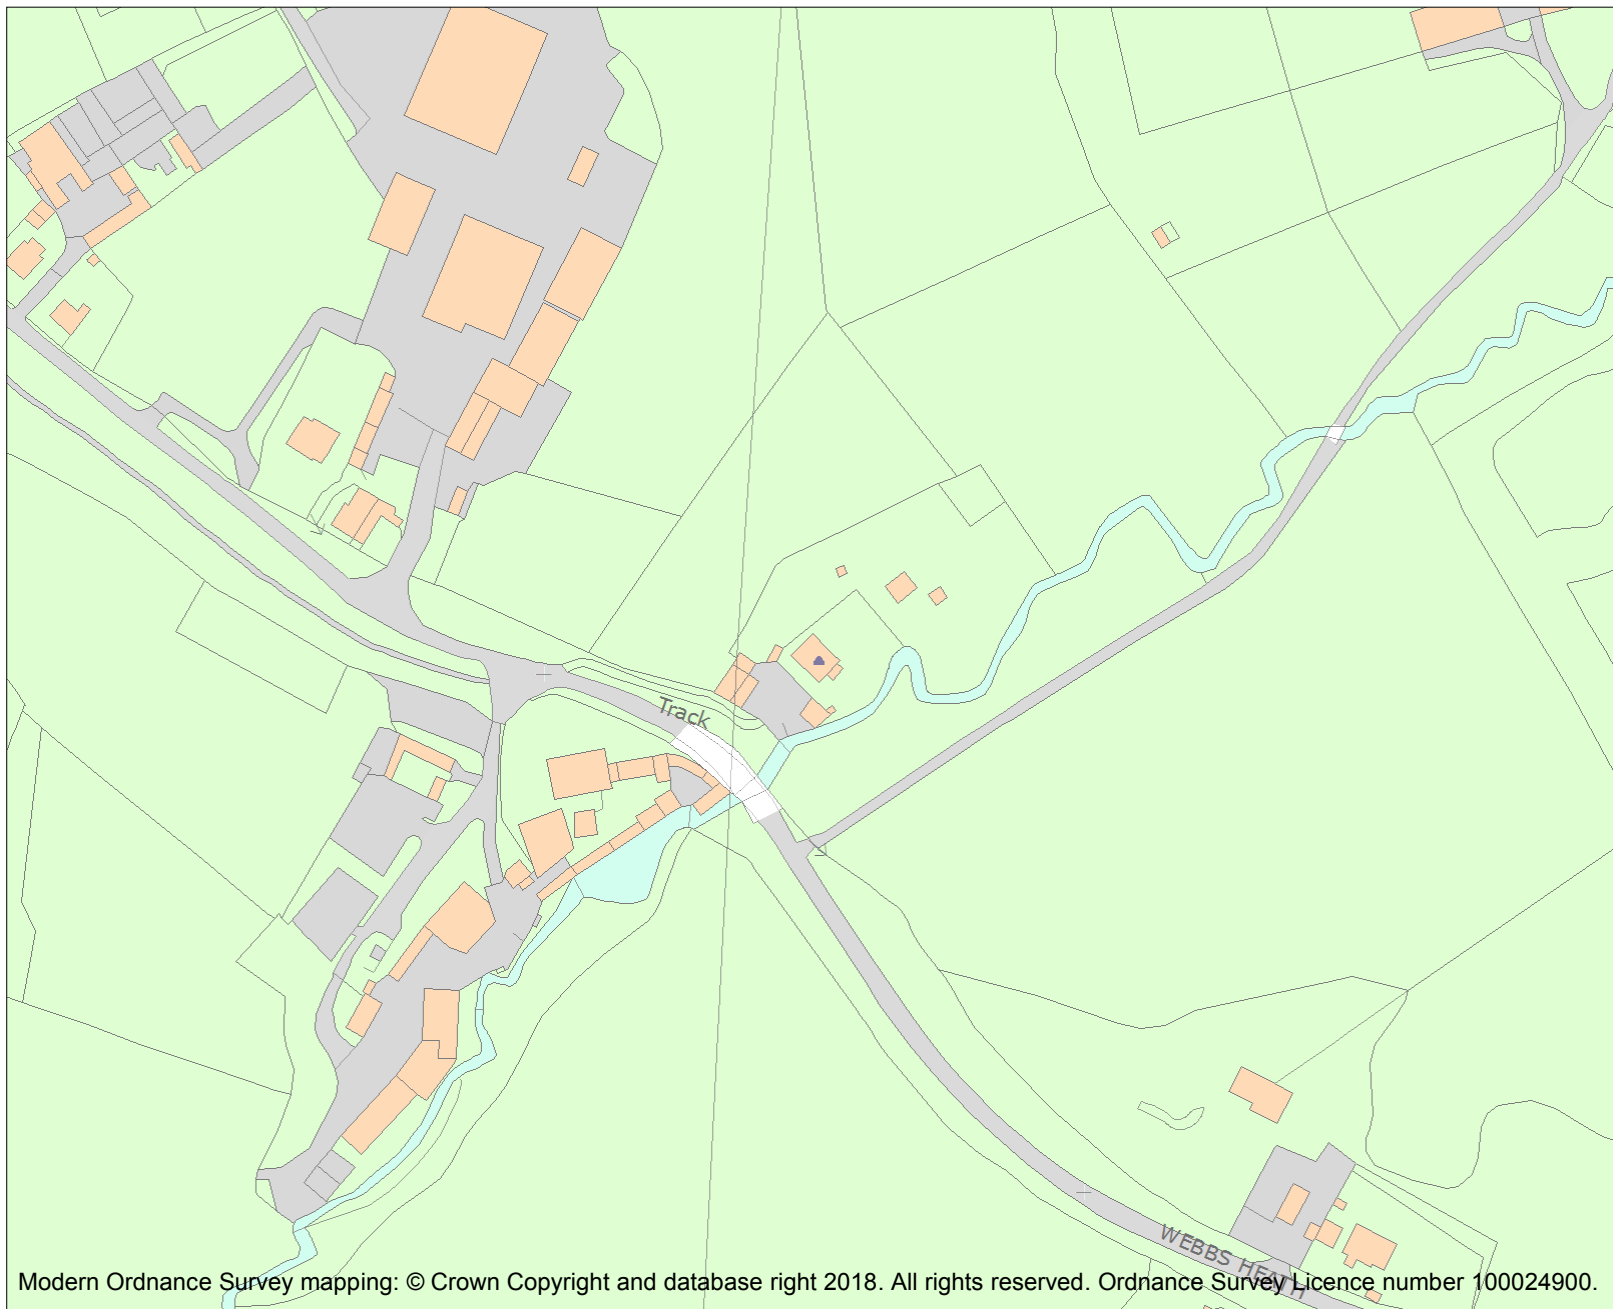 Track
WEBBS HEATH
Modern Ordnance Survey mapping: © Crown Copyright and database right 2018. All rights reserved. Ordnance Survey Licence number 100024900.